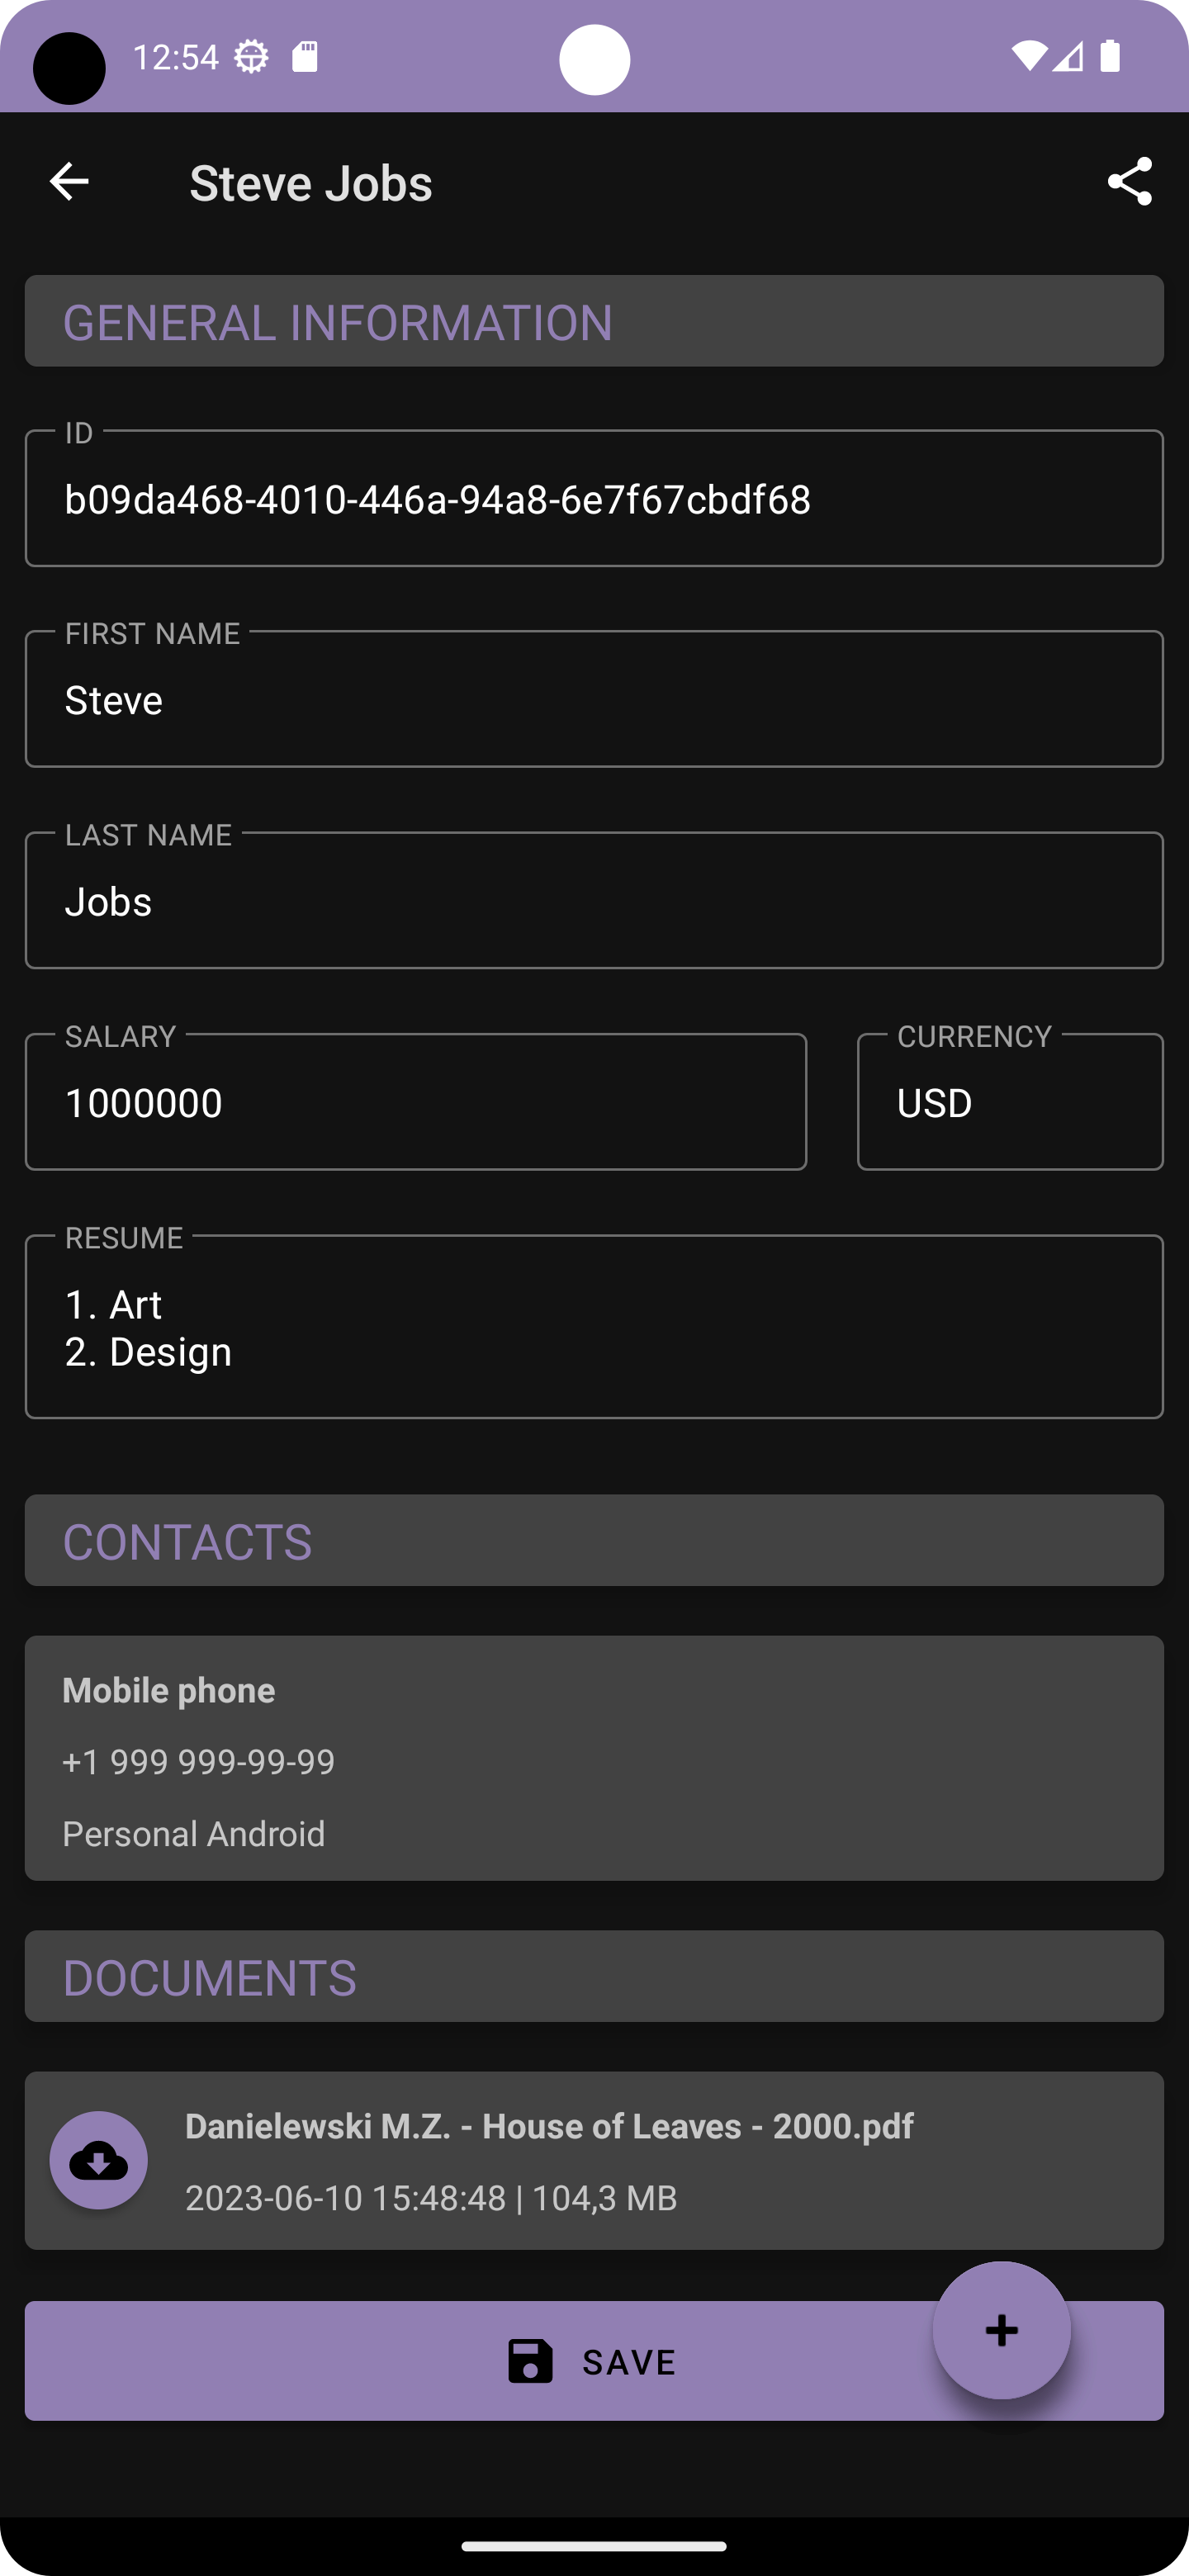 12:54
Steve Jobs
GENERAL INFORMATION
ID
b09da468-4010-446a-94a8-6e7f67cbdf68
FIRST NAME
Steve
LAST NAME
Jobs
SALARY
1000000
CURRENCY
USD
RESUME
1. Art
2. Design
CONTACTS
Mobile phone
+1 999 999-99-99
Personal Android
DOCUMENTS
Danielewski M.Z. - House of Leaves - 2000.pdf
2023-06-10 15:48:48 | 104,3 MB
SAVE